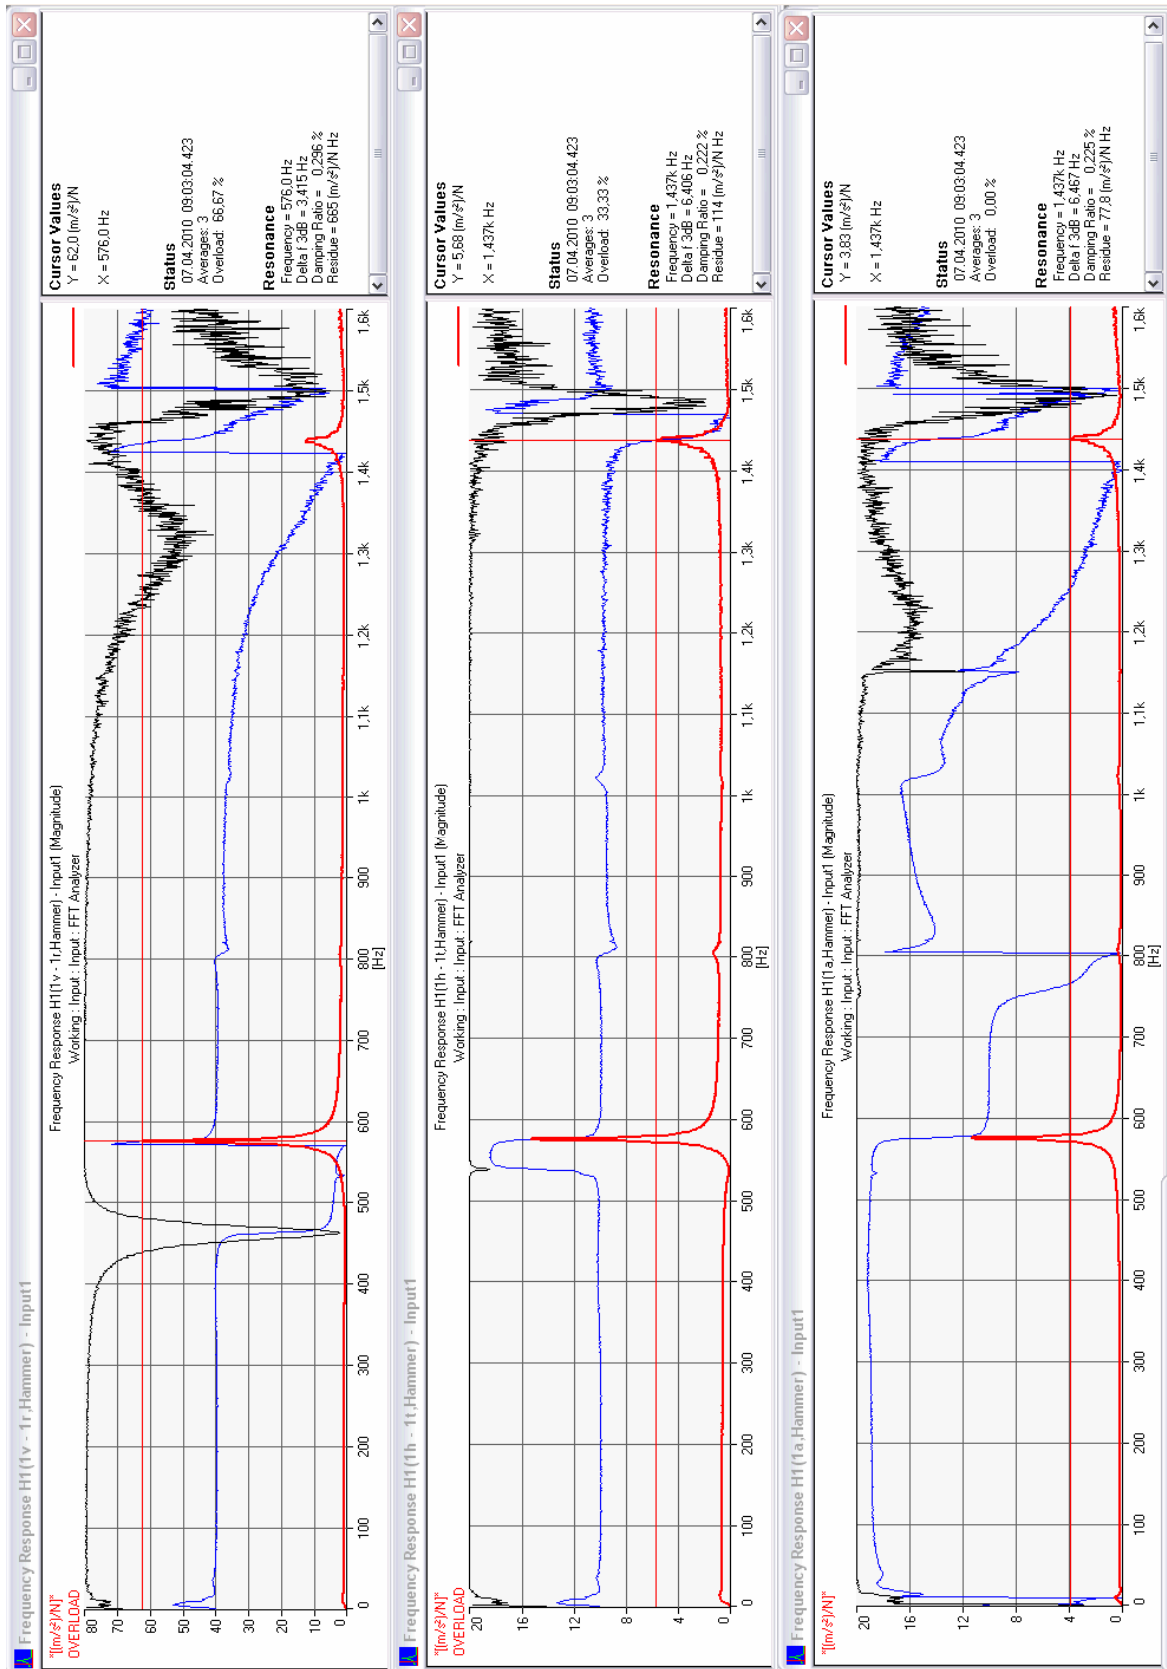 Frequency Response H1(1v - 1r,Hammer) - Input1
*[(m/s²)/N]*
OVERLOAD
Frequency Response H1(1v - 1r,Hammer) - Input1 (Magnitude)
Working : Input : Input : FFT Analyzer
80
70
60
50
40
30
20
10
0
0 100 200 300 400 500 600 700 800 900 1k 1,1k 1,2k 1,3k 1,4k 1,5k 1,6k
[Hz]
Cursor Values
Y = 62,0 (m/s²)/N
X = 576,0 Hz
Status
07.04.2010 09:03:04.423
Averages: 3
Overload: 66,67 %
Resonance
Frequency = 576,0 Hz
Delta f 3dB = 3,415 Hz
Damping Ratio = 0,296 %
Residue = 665 (m/s²)/N Hz
Frequency Response H1(1h - 1t,Hammer) - Input1
*[(m/s²)/N]*
OVERLOAD
Frequency Response H1(1h - 1t,Hammer) - Input1 (Magnitude)
Working : Input : Input : FFT Analyzer
20
16
12
8
4
0
0 100 200 300 400 500 600 700 800 900 1k 1,1k 1,2k 1,3k 1,4k 1,5k 1,6k
[Hz]
Cursor Values
Y = 5,68 (m/s²)/N
X = 1,437k Hz
Status
07.04.2010 09:03:04.423
Averages: 3
Overload: 33,33 %
Resonance
Frequency = 1,437k Hz
Delta f 3dB = 6,406 Hz
Damping Ratio = 0,222 %
Residue = 114 (m/s²)/N Hz
Frequency Response H1(1a,Hammer) - Input1
*[(m/s²)/N]*
Frequency Response H1(1a,Hammer) - Input1 (Magnitude)
Working : Input : Input : FFT Analyzer
20
16
12
8
4
0
0 100 200 300 400 500 600 700 800 900 1k 1,1k 1,2k 1,3k 1,4k 1,5k 1,6k
[Hz]
Cursor Values
Y = 3,83 (m/s²)/N
X = 1,437k Hz
Status
07.04.2010 09:03:04.423
Averages: 3
Overload: 0,00 %
Resonance
Frequency = 1,437k Hz
Delta f 3dB = 6,467 Hz
Damping Ratio = 0,225 %
Residue = 77,8 (m/s²)/N Hz